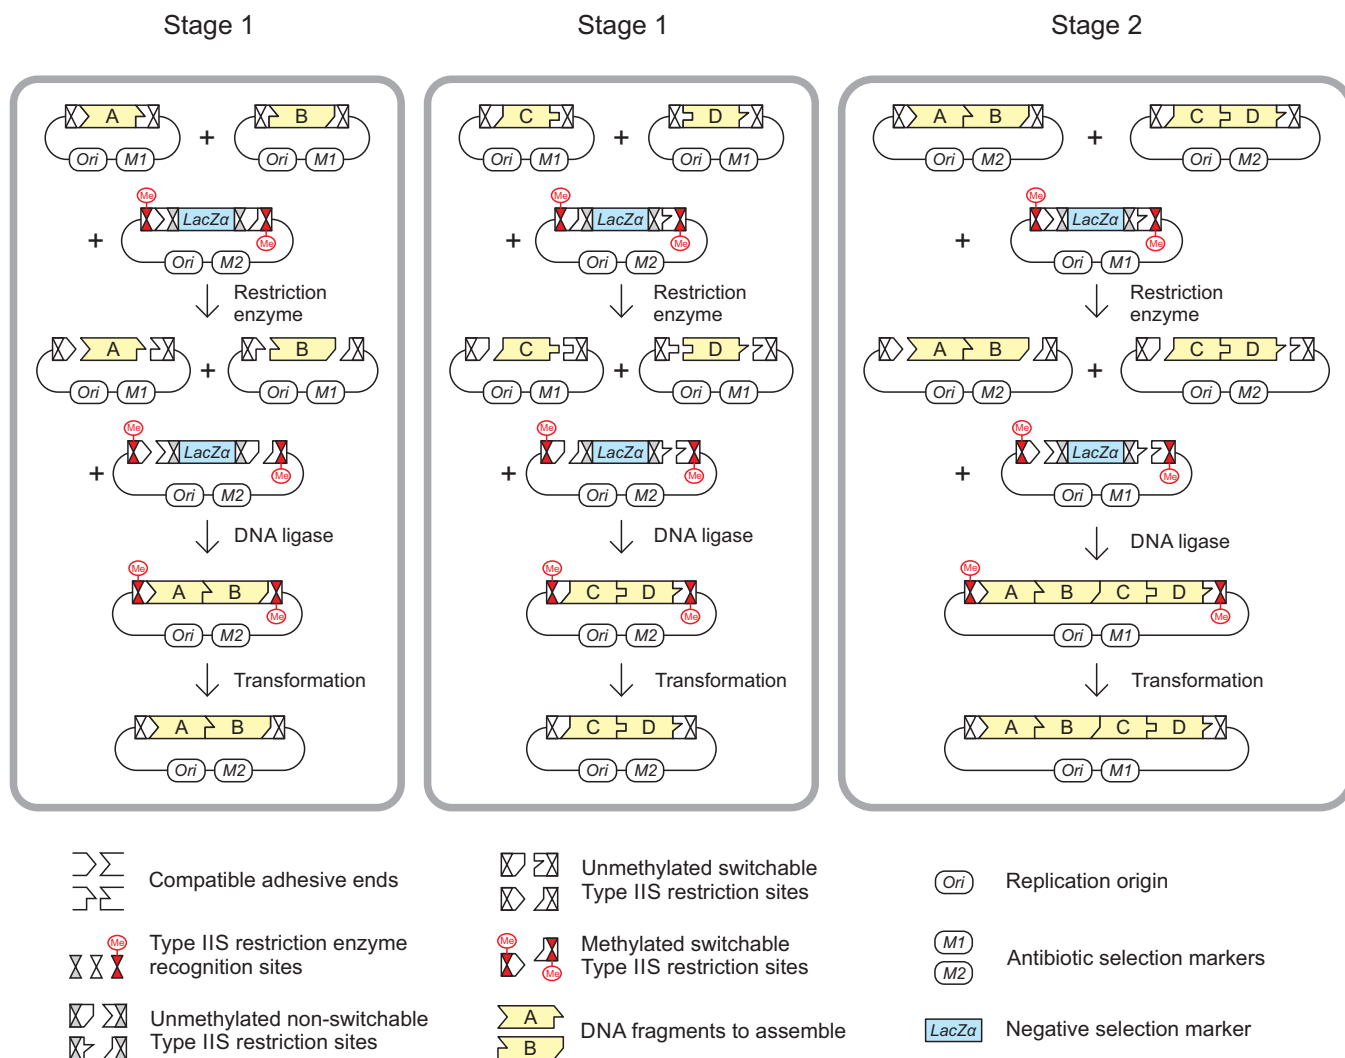 Stage 1
Stage 1
Stage 2
A
B
Ori M1
+
Ori M1
Me
+
LacZα
Me
Ori M2
Restriction
enzyme
A
B
Ori M1
+
Ori M1
Me
+
LacZα
Me
Ori M2
DNA ligase
Me
A B
Me
Ori M2
Transformation
A B
Ori M2
C
D
Ori M1
+
Ori M1
Me
+
LacZα
Me
Ori M2
Restriction
enzyme
C
D
Ori M1
+
Ori M1
Me
+
LacZα
Me
Ori M2
DNA ligase
Me
C D
Me
Ori M2
Transformation
C D
Ori M2
A B
C D
Ori M2
+
Ori M2
Me
+
LacZα
Me
Ori M1
Restriction
enzyme
A B
C D
Ori M2
+
Ori M2
Me
+
LacZα
Me
Ori M1
DNA ligase
Me
A B C D
Me
Ori M1
Transformation
A B C D
Ori M1
Compatible adhesive ends
Me
Type IIS restriction enzyme
recognition sites
Unmethylated non-switchable
Type IIS restriction sites
Unmethylated switchable
Type IIS restriction sites
Me
Methylated switchable
Type IIS restriction sites
Me
A
B
DNA fragments to assemble
Ori
Replication origin
M1
M2
Antibiotic selection markers
LacZα
Negative selection marker